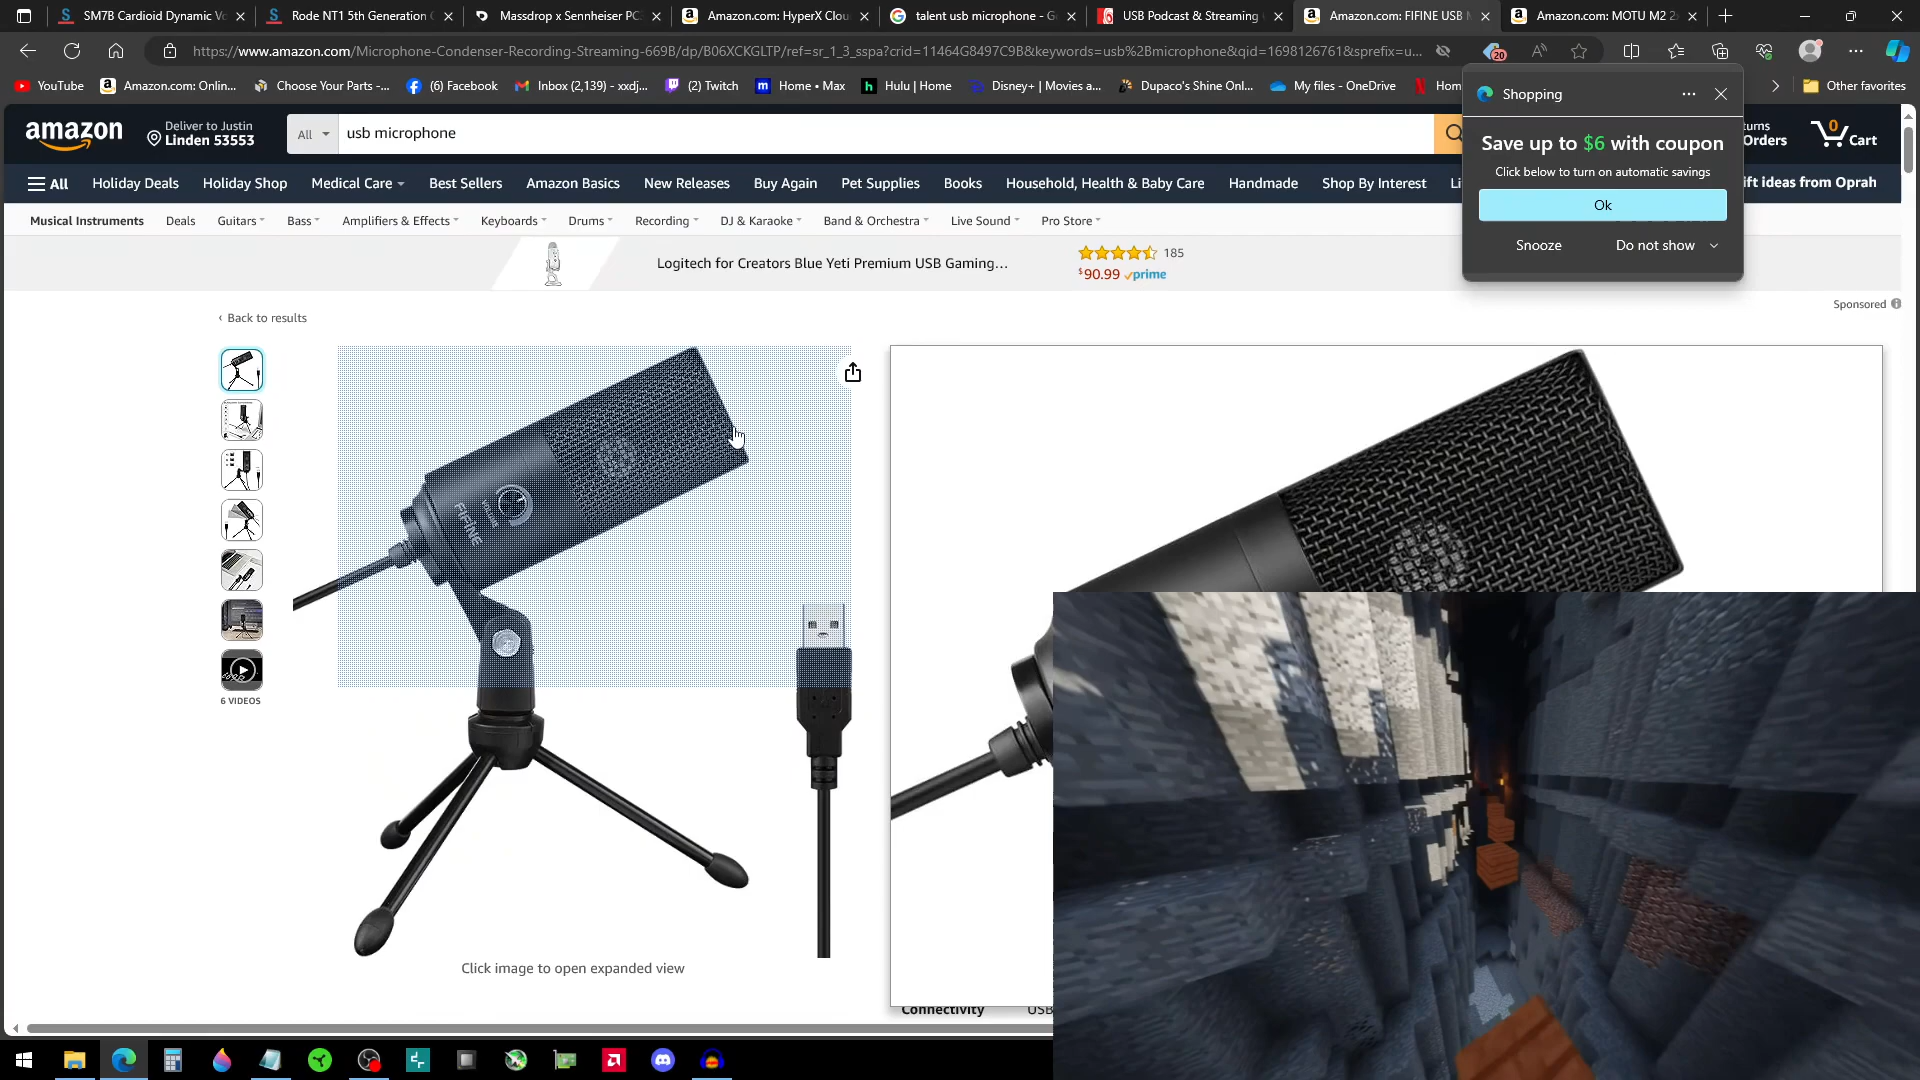 SM7B Cardioid Dynamic Vo
Rode NT1 5th Generation
Massdrop x Sennheiser PC
Amazon.com: HyperX Clou
talent usb microphone - G
USB Podcast & Streaming
Amazon.com: FIFINE USB M
Amazon.com: MOTU M2 2
https://www.amazon.com/Microphone-Condenser-Recording-Streaming-669B/dp/B06XCKGLTP/ref=sr_1_3_sspa?crid=11464G8497C9B&keywords=usb%2Bmicrophone&qid=1698126761&sprefix=u...
20
YouTube
Amazon.com: Onlin...
Choose Your Parts -...
(6) Facebook
Inbox (2,139) - xxdj...
(2) Twitch
Home • Max
Hulu | Home
Disney+ | Movies a...
Dupaco's Shine Onl...
My files - OneDrive
Hom
Other favorites
Shopping
Save up to $6 with coupon
Click below to turn on automatic savings
Ok
Snooze
Do not show
amazon
Deliver to Justin
Linden 53553
All
usb microphone
urns
Orders
0
Cart
All
Holiday Deals
Holiday Shop
Medical Care
Best Sellers
Amazon Basics
New Releases
Buy Again
Pet Supplies
Books
Household, Health & Baby Care
Handmade
Shop By Interest
Li
ift ideas from Oprah
Musical Instruments
Deals
Guitars
Bass
Amplifiers & Effects
Keyboards
Drums
Recording
DJ & Karaoke
Band & Orchestra
Live Sound
Pro Store
Logitech for Creators Blue Yeti Premium USB Gaming...
185
$90.99 prime
Sponsored
‹ Back to results
VOLUME
FIFINE
6 VIDEOS
Click image to open expanded view
Connectivity
USB